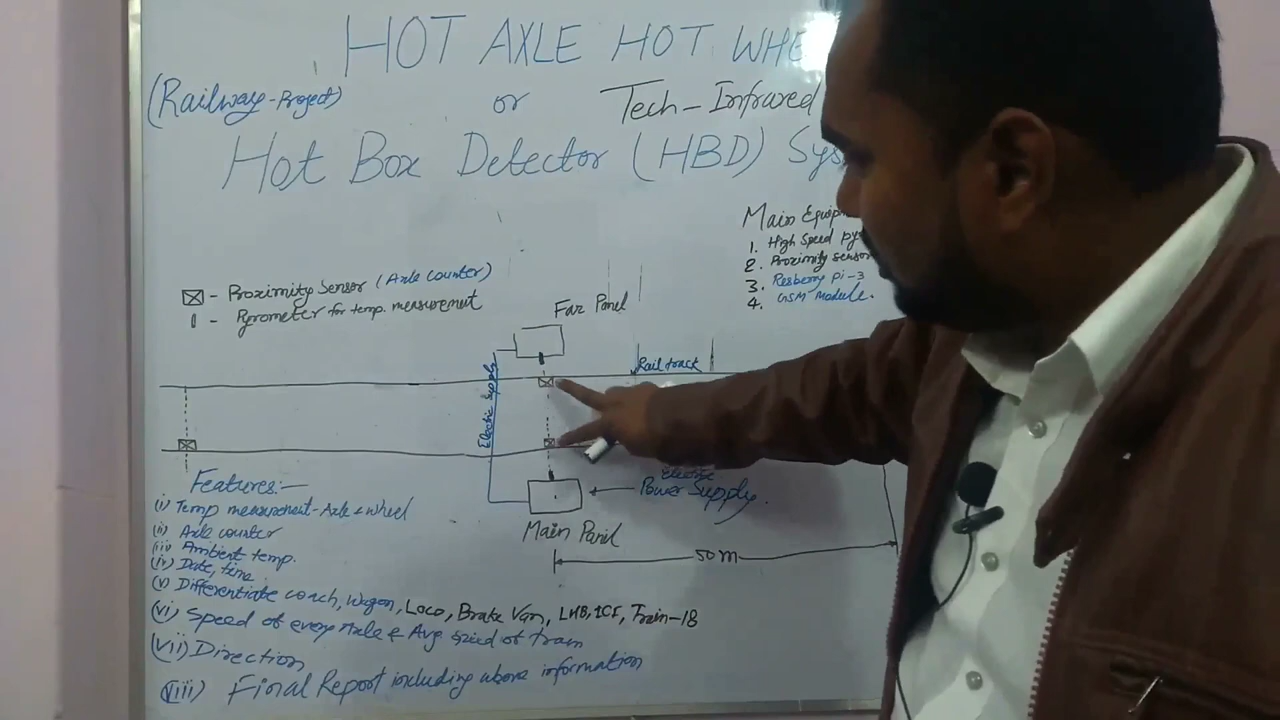 HOT AXLE HOT WHE
(Railway-Project)
or
Tech-Infrared
Hot Box Detector (HBD) Sys
Main Equip
1. High Speed py
2. Proximity sensor
3. Resberry Pi-3
4. GSM Module.
- Proximity Sensor (Axle counter)
- Pyrometer for temp. measurement
Far Panel
Rail track
Electric Supply
Electric
Power Supply.
Main Panel
50m
Features:-
(i) Temp measurement-Axle & wheel
(ii) Axle counter
(iii) Ambient temp.
(iv) Date, time
(v) Differentiate coach, Wagon, Loco, Brake Van, LHB, ICF, Train-18
(vi) Speed of every Axle & Avg speed of train
(vii) Direction
(viii) Final Report including above information